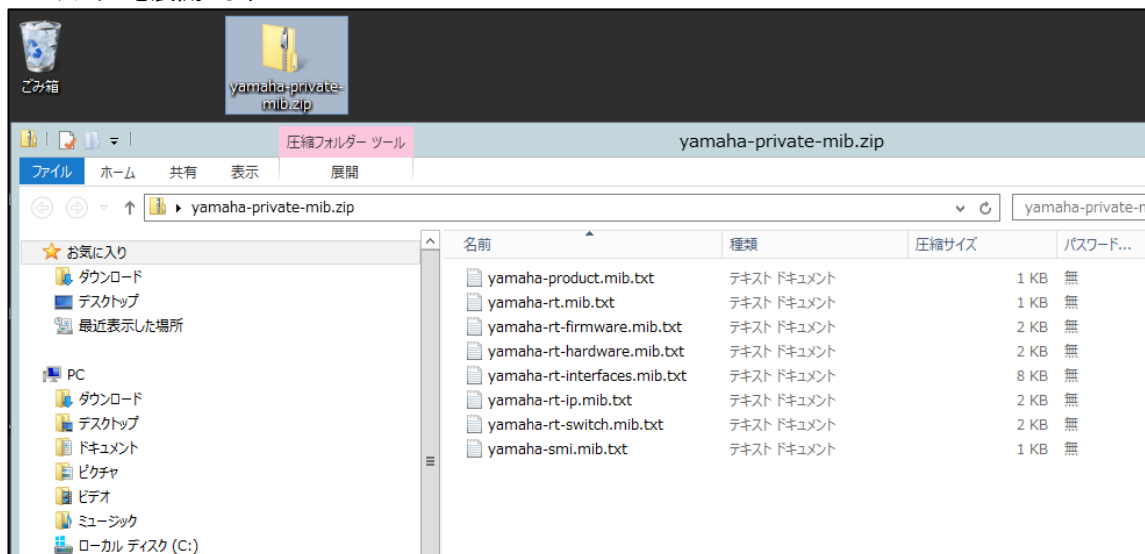 ごみ箱
yamaha-private-
mib.zip
圧縮フォルダー ツール
yamaha-private-mib.zip
ファイル ホーム 共有 表示 展開
yamaha-private-mib.zip
お気に入り
ダウンロード
デスクトップ
最近表示した場所
PC
ダウンロード
デスクトップ
ドキュメント
ピクチャ
ビデオ
ミュージック
ローカル ディスク (C:)
名前 種類 圧縮サイズ パスワード...
yamaha-product.mib.txt テキスト ドキュメント 1 KB 無
yamaha-rt.mib.txt テキスト ドキュメント 1 KB 無
yamaha-rt-firmware.mib.txt テキスト ドキュメント 2 KB 無
yamaha-rt-hardware.mib.txt テキスト ドキュメント 2 KB 無
yamaha-rt-interfaces.mib.txt テキスト ドキュメント 8 KB 無
yamaha-rt-ip.mib.txt テキスト ドキュメント 2 KB 無
yamaha-rt-switch.mib.txt テキスト ドキュメント 2 KB 無
yamaha-smi.mib.txt テキスト ドキュメント 1 KB 無